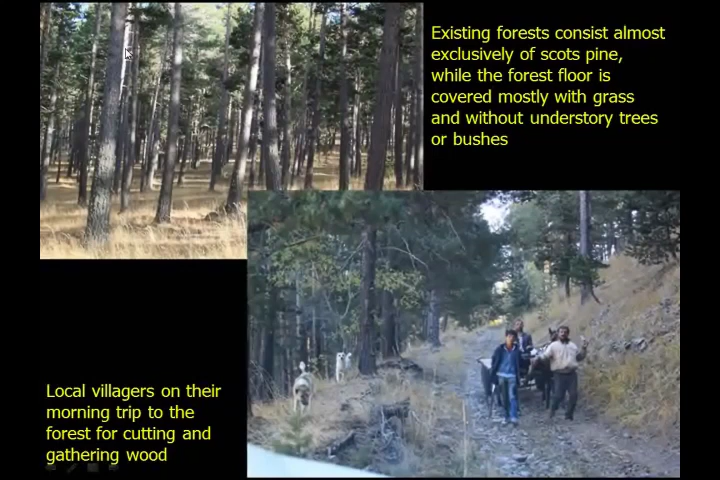 Existing forests consist almost
exclusively of scots pine,
while the forest floor is
covered mostly with grass
and without understory trees
or bushes
Local villagers on their
morning trip to the
forest for cutting and
gathering wood